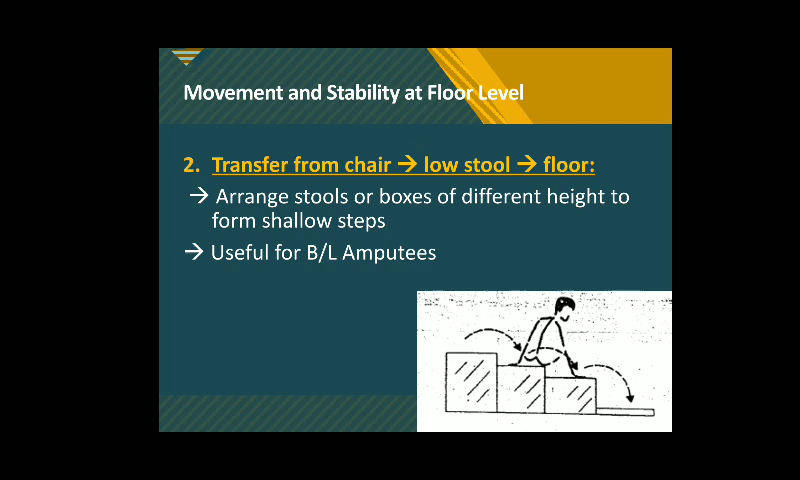 Movement and Stability at Floor Level
2. Transfer from chair → low stool → floor:
→ Arrange stools or boxes of different height to
form shallow steps
→ Useful for B/L Amputees